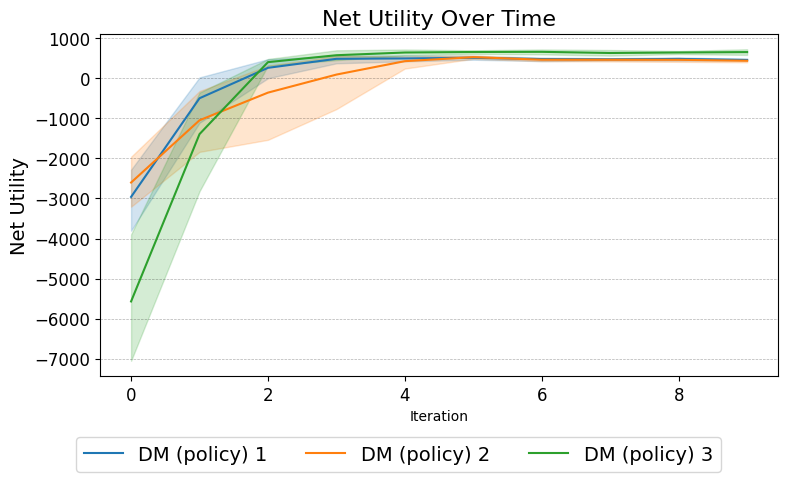 Net Utility Over Time
Net Utility
1000
0
−1000
−2000
−3000
−4000
−5000
−6000
−7000
0 2 4 6 8
Iteration
DM (policy) 1 DM (policy) 2 DM (policy) 3